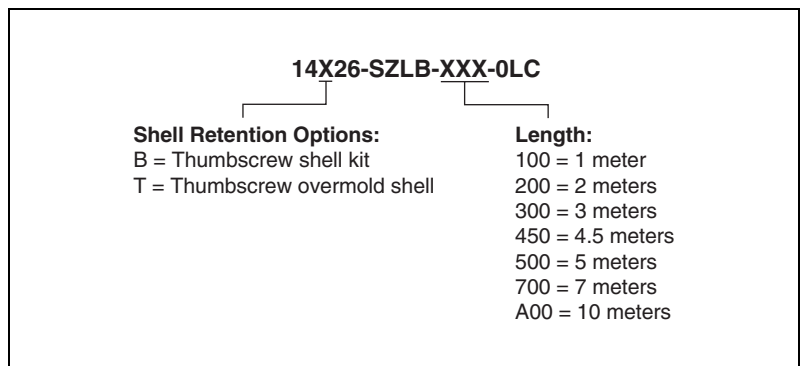 14X26-SZLB-XXX-0LC
Shell Retention Options:
B = Thumbscrew shell kit
T = Thumbscrew overmold shell
Length:
100 = 1 meter
200 = 2 meters
300 = 3 meters
450 = 4.5 meters
500 = 5 meters
700 = 7 meters
A00 = 10 meters